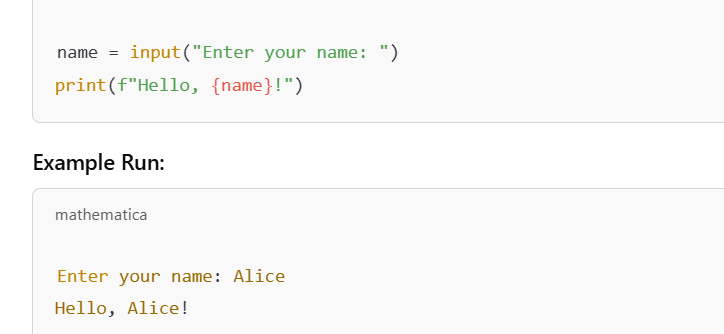 name = input("Enter your name: ")
print(f"Hello, {name}!")
Example Run:
mathematica
Enter your name: Alice
Hello, Alice!